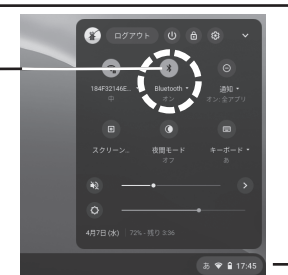 ログアウト
184F32146E...
中
Bluetooth
オン
通知
オン: 全アプリ
スクリーン...
夜間モード
オフ
キーボード
あ
4月7日 (水) 72% - 残り 3:36
あ 17:45